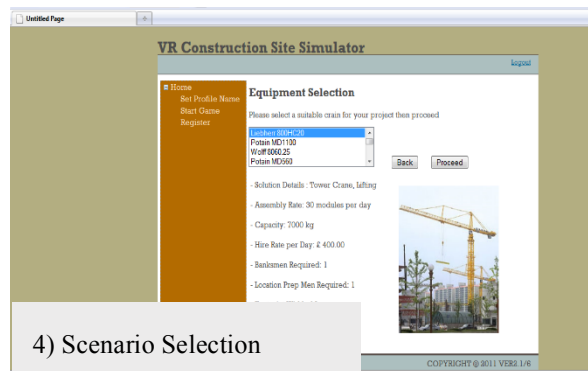 Untitled Page
VR Construction Site Simulator
Logout
Home
Set Profile Name
Start Game
Register
Equipment Selection
Please select a suitable crain for your project then proceed
Liebherr 800HC20
Potain MD1100
Wolff 8060.25
Potain MD560
Back
Proceed
- Solution Details : Tower Crane, lifting
- Assembly Rate: 30 modules per day
- Capacity: 7000 kg
- Hire Rate per Day: £ 400.00
- Banksmen Required: 1
- Location Prep Men Required: 1
4) Scenario Selection
COPYRIGHT @ 2011 VER2.1/6